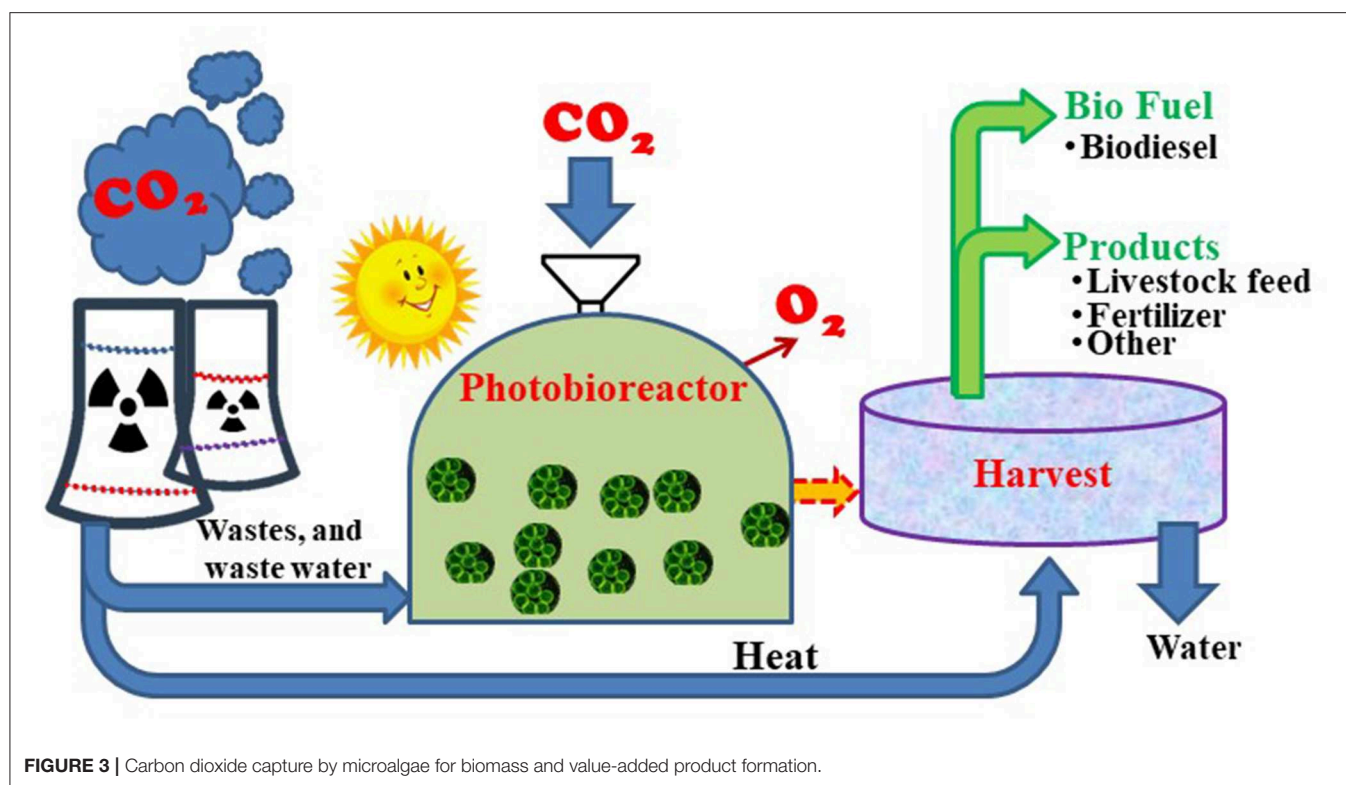 CO₂
CO₂
Bio Fuel
• Biodiesel
Products
• Livestock feed
• Fertilizer
• Other
O₂
Photobioreactor
Harvest
Wastes, and
waste water
Heat
Water
FIGURE 3 | Carbon dioxide capture by microalgae for biomass and value-added product formation.